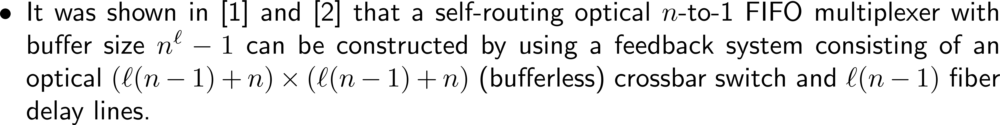 • It was shown in [1] and [2] that a self-routing optical n-to-1 FIFO multiplexer with
buffer size n^ℓ − 1 can be constructed by using a feedback system consisting of an
optical (ℓ(n − 1) + n) × (ℓ(n − 1) + n) (bufferless) crossbar switch and ℓ(n − 1) fiber
delay lines.